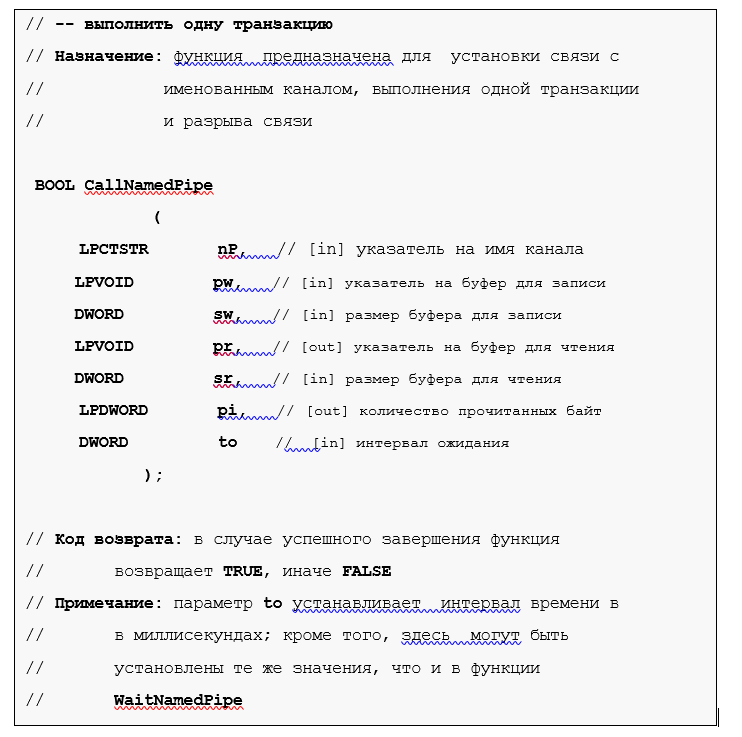 // -- выполнить одну транзакцию
// Назначение: функция предназначена для установки связи с
// именованным каналом, выполнения одной транзакции
// и разрыва связи
BOOL CallNamedPipe
(
LPCTSTR nP, // [in] указатель на имя канала
LPVOID pw, // [in] указатель на буфер для записи
DWORD sw, // [in] размер буфера для записи
LPVOID pr, // [out] указатель на буфер для чтения
DWORD sr, // [in] размер буфера для чтения
LPDWORD pi, // [out] количество прочитанных байт
DWORD to // [in] интервал ожидания
);
// Код возврата: в случае успешного завершения функция
// возвращает TRUE, иначе FALSE
// Примечание: параметр to устанавливает интервал времени в
// в миллисекундах; кроме того, здесь могут быть
// установлены те же значения, что и в функции
// WaitNamedPipe